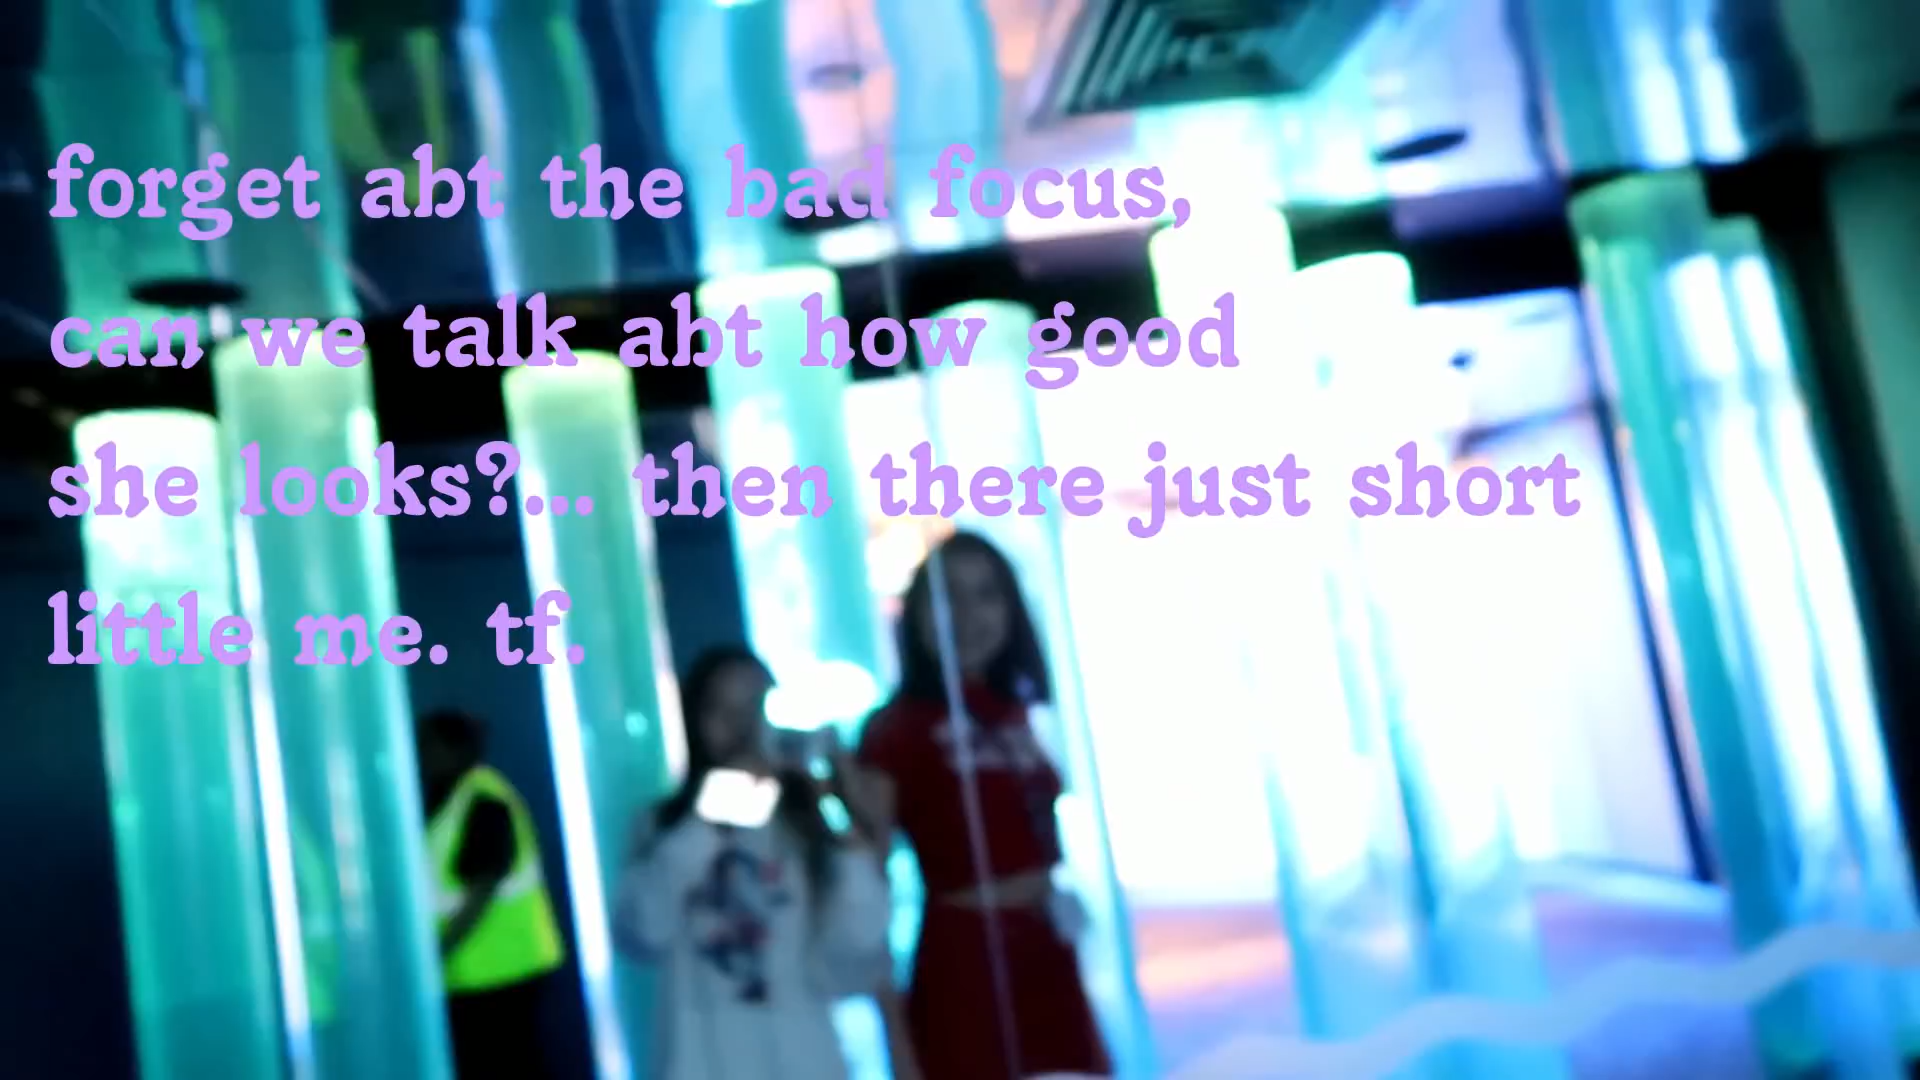 forget abt the bad focus,
can we talk abt how good
she looks?... then there just short
little me. tf.